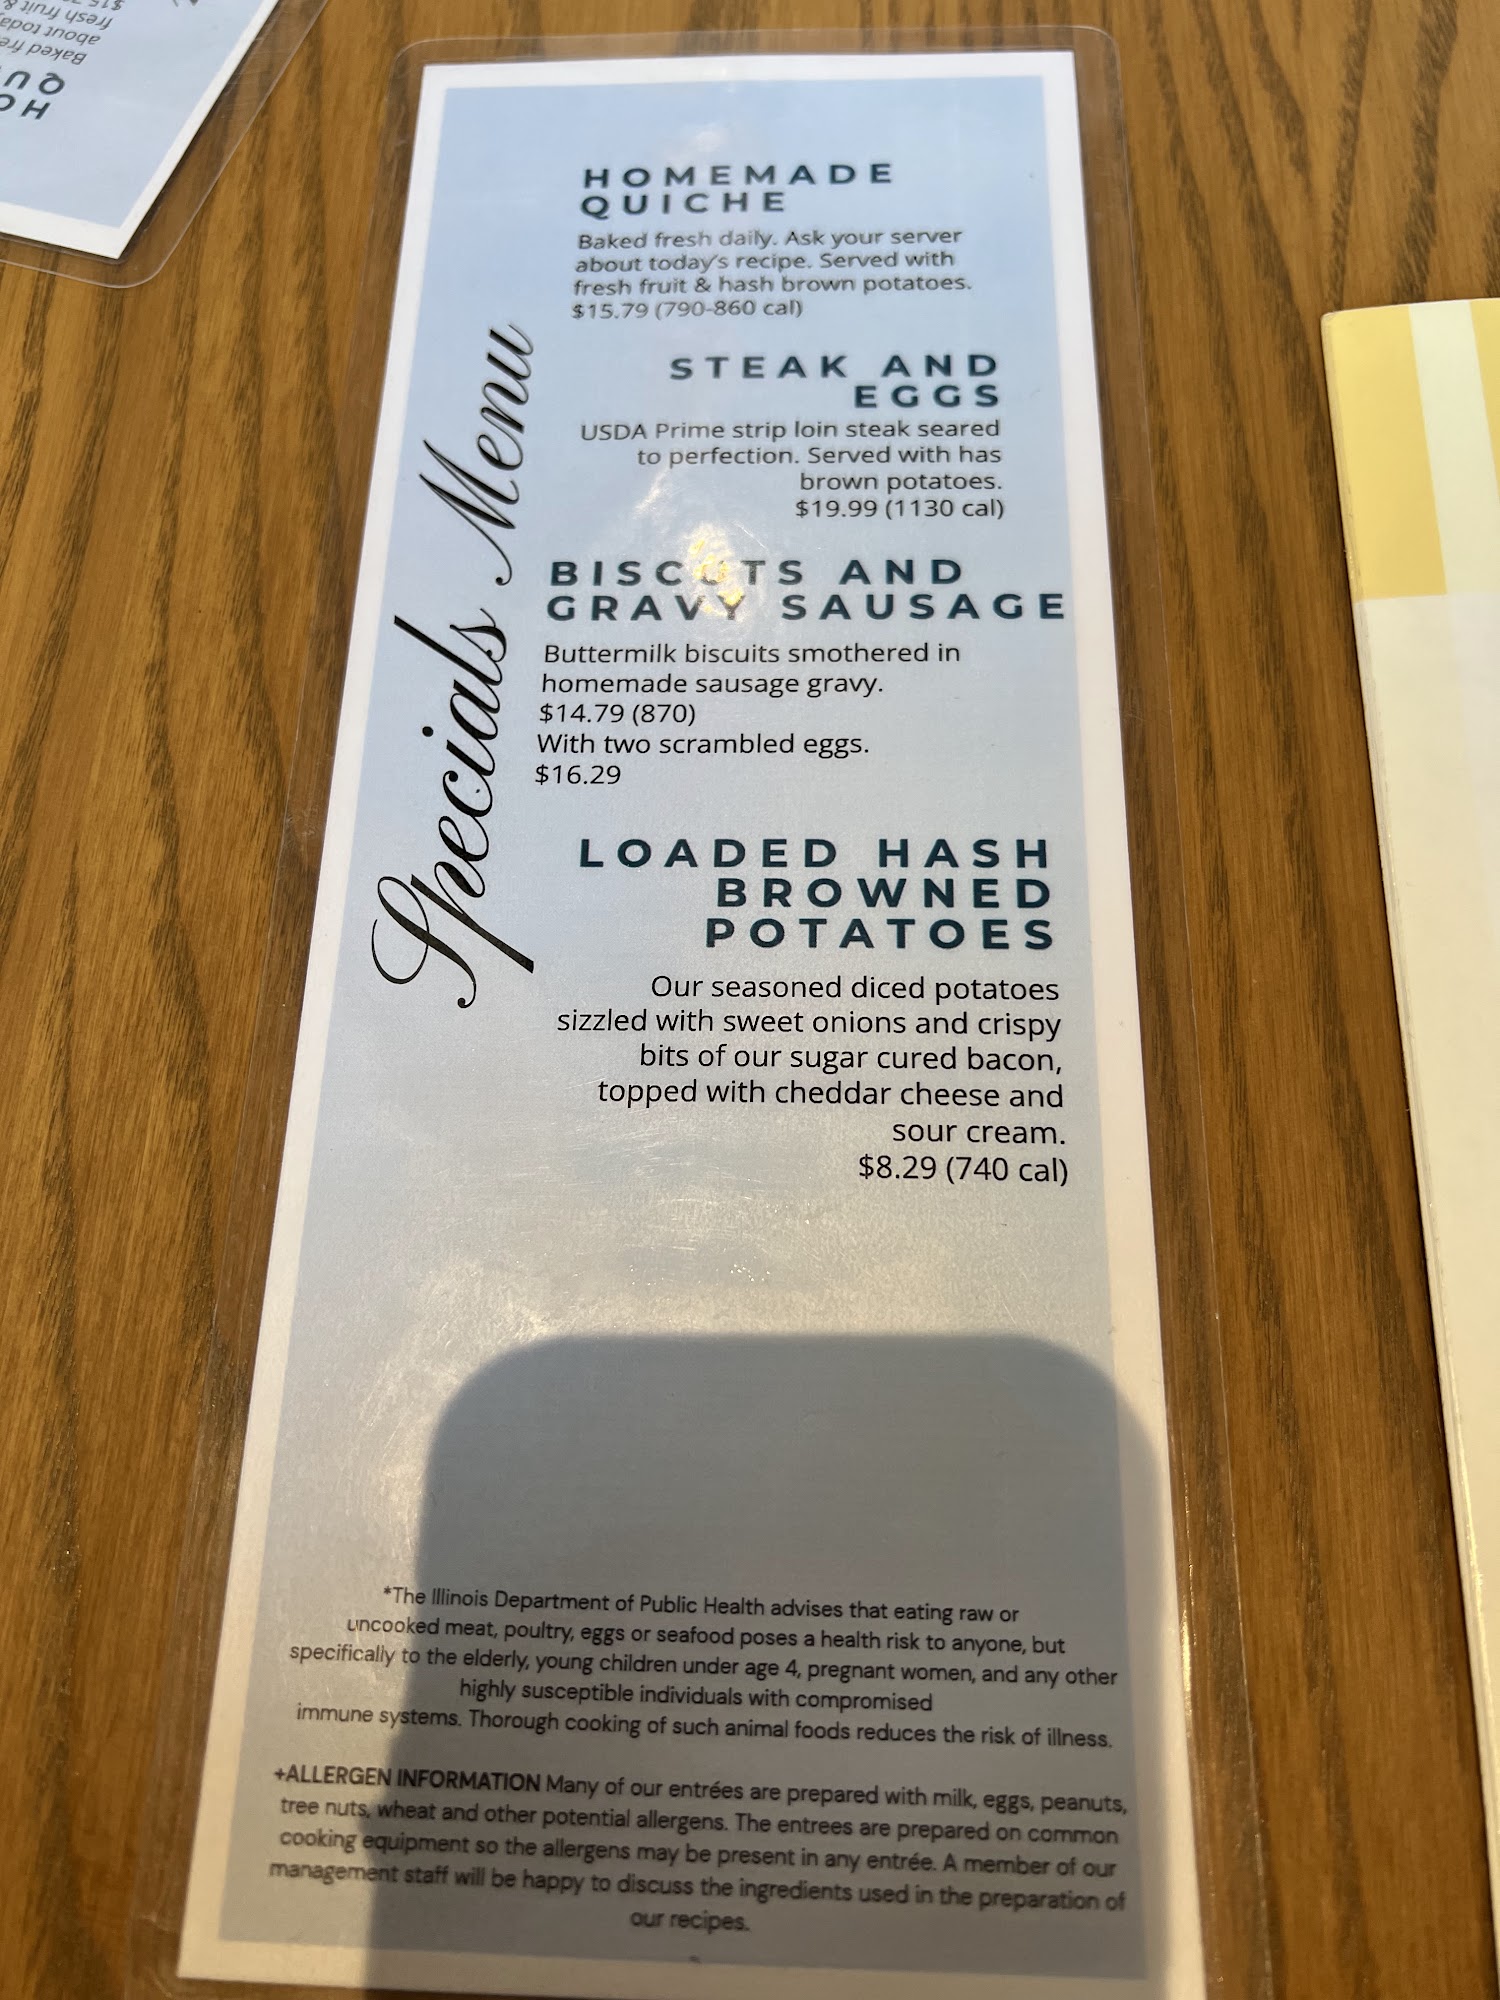 Specials Menu
HOMEMADE
QUICHE
Baked fresh daily. Ask your server
about today's recipe. Served with
fresh fruit & hash brown potatoes.
$15.79 (790-860 cal)
STEAK AND
EGGS
USDA Prime strip loin steak seared
to perfection. Served with has
brown potatoes.
$19.99 (1130 cal)
BISCUTS AND
GRAVY SAUSAGE
Buttermilk biscuits smothered in
homemade sausage gravy.
$14.79 (870)
With two scrambled eggs.
$16.29
LOADED HASH
BROWNED
POTATOES
Our seasoned diced potatoes
sizzled with sweet onions and crispy
bits of our sugar cured bacon,
topped with cheddar cheese and
sour cream.
$8.29 (740 cal)
*The Illinois Department of Public Health advises that eating raw or
uncooked meat, poultry, eggs or seafood poses a health risk to anyone, but
specifically to the elderly, young children under age 4, pregnant women, and any other
highly susceptible individuals with compromised
immune systems. Thorough cooking of such animal foods reduces the risk of illness.
+ALLERGEN INFORMATION Many of our entrées are prepared with milk, eggs, peanuts,
tree nuts, wheat and other potential allergens. The entrees are prepared on common
cooking equipment so the allergens may be present in any entrée. A member of our
management staff will be happy to discuss the ingredients used in the preparation of
our recipes.
HO
QU
Baked fre
about toda
fresh fruit &